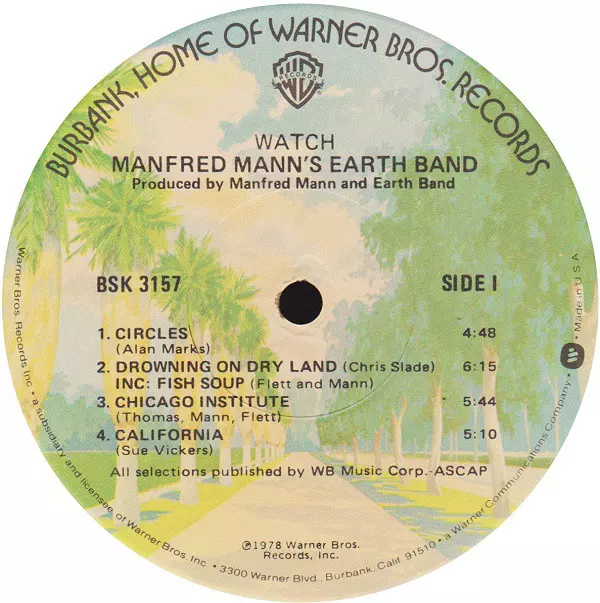 BURBANK, HOME OF WARNER BROS. RECORDS
RECORDS
WATCH
MANFRED MANN'S EARTH BAND
Produced by Manfred Mann and Earth Band
BSK 3157
SIDE I
1. CIRCLES 4:48
(Alan Marks)
2. DROWNING ON DRY LAND (Chris Slade) 6:15
INC: FISH SOUP (Flett and Mann)
3. CHICAGO INSTITUTE 5:44
(Thomas, Mann, Flett)
4. CALIFORNIA 5:10
(Sue Vickers)
All selections published by WB Music Corp.-ASCAP
℗1978 Warner Bros.
Records, Inc.
Warner Bros. Records Inc • a subsidiary and licensee of Warner Bros. Inc • 3300 Warner Blvd., Burbank, Calif 91510 • a Warner Communications Company • Made in U.S.A.